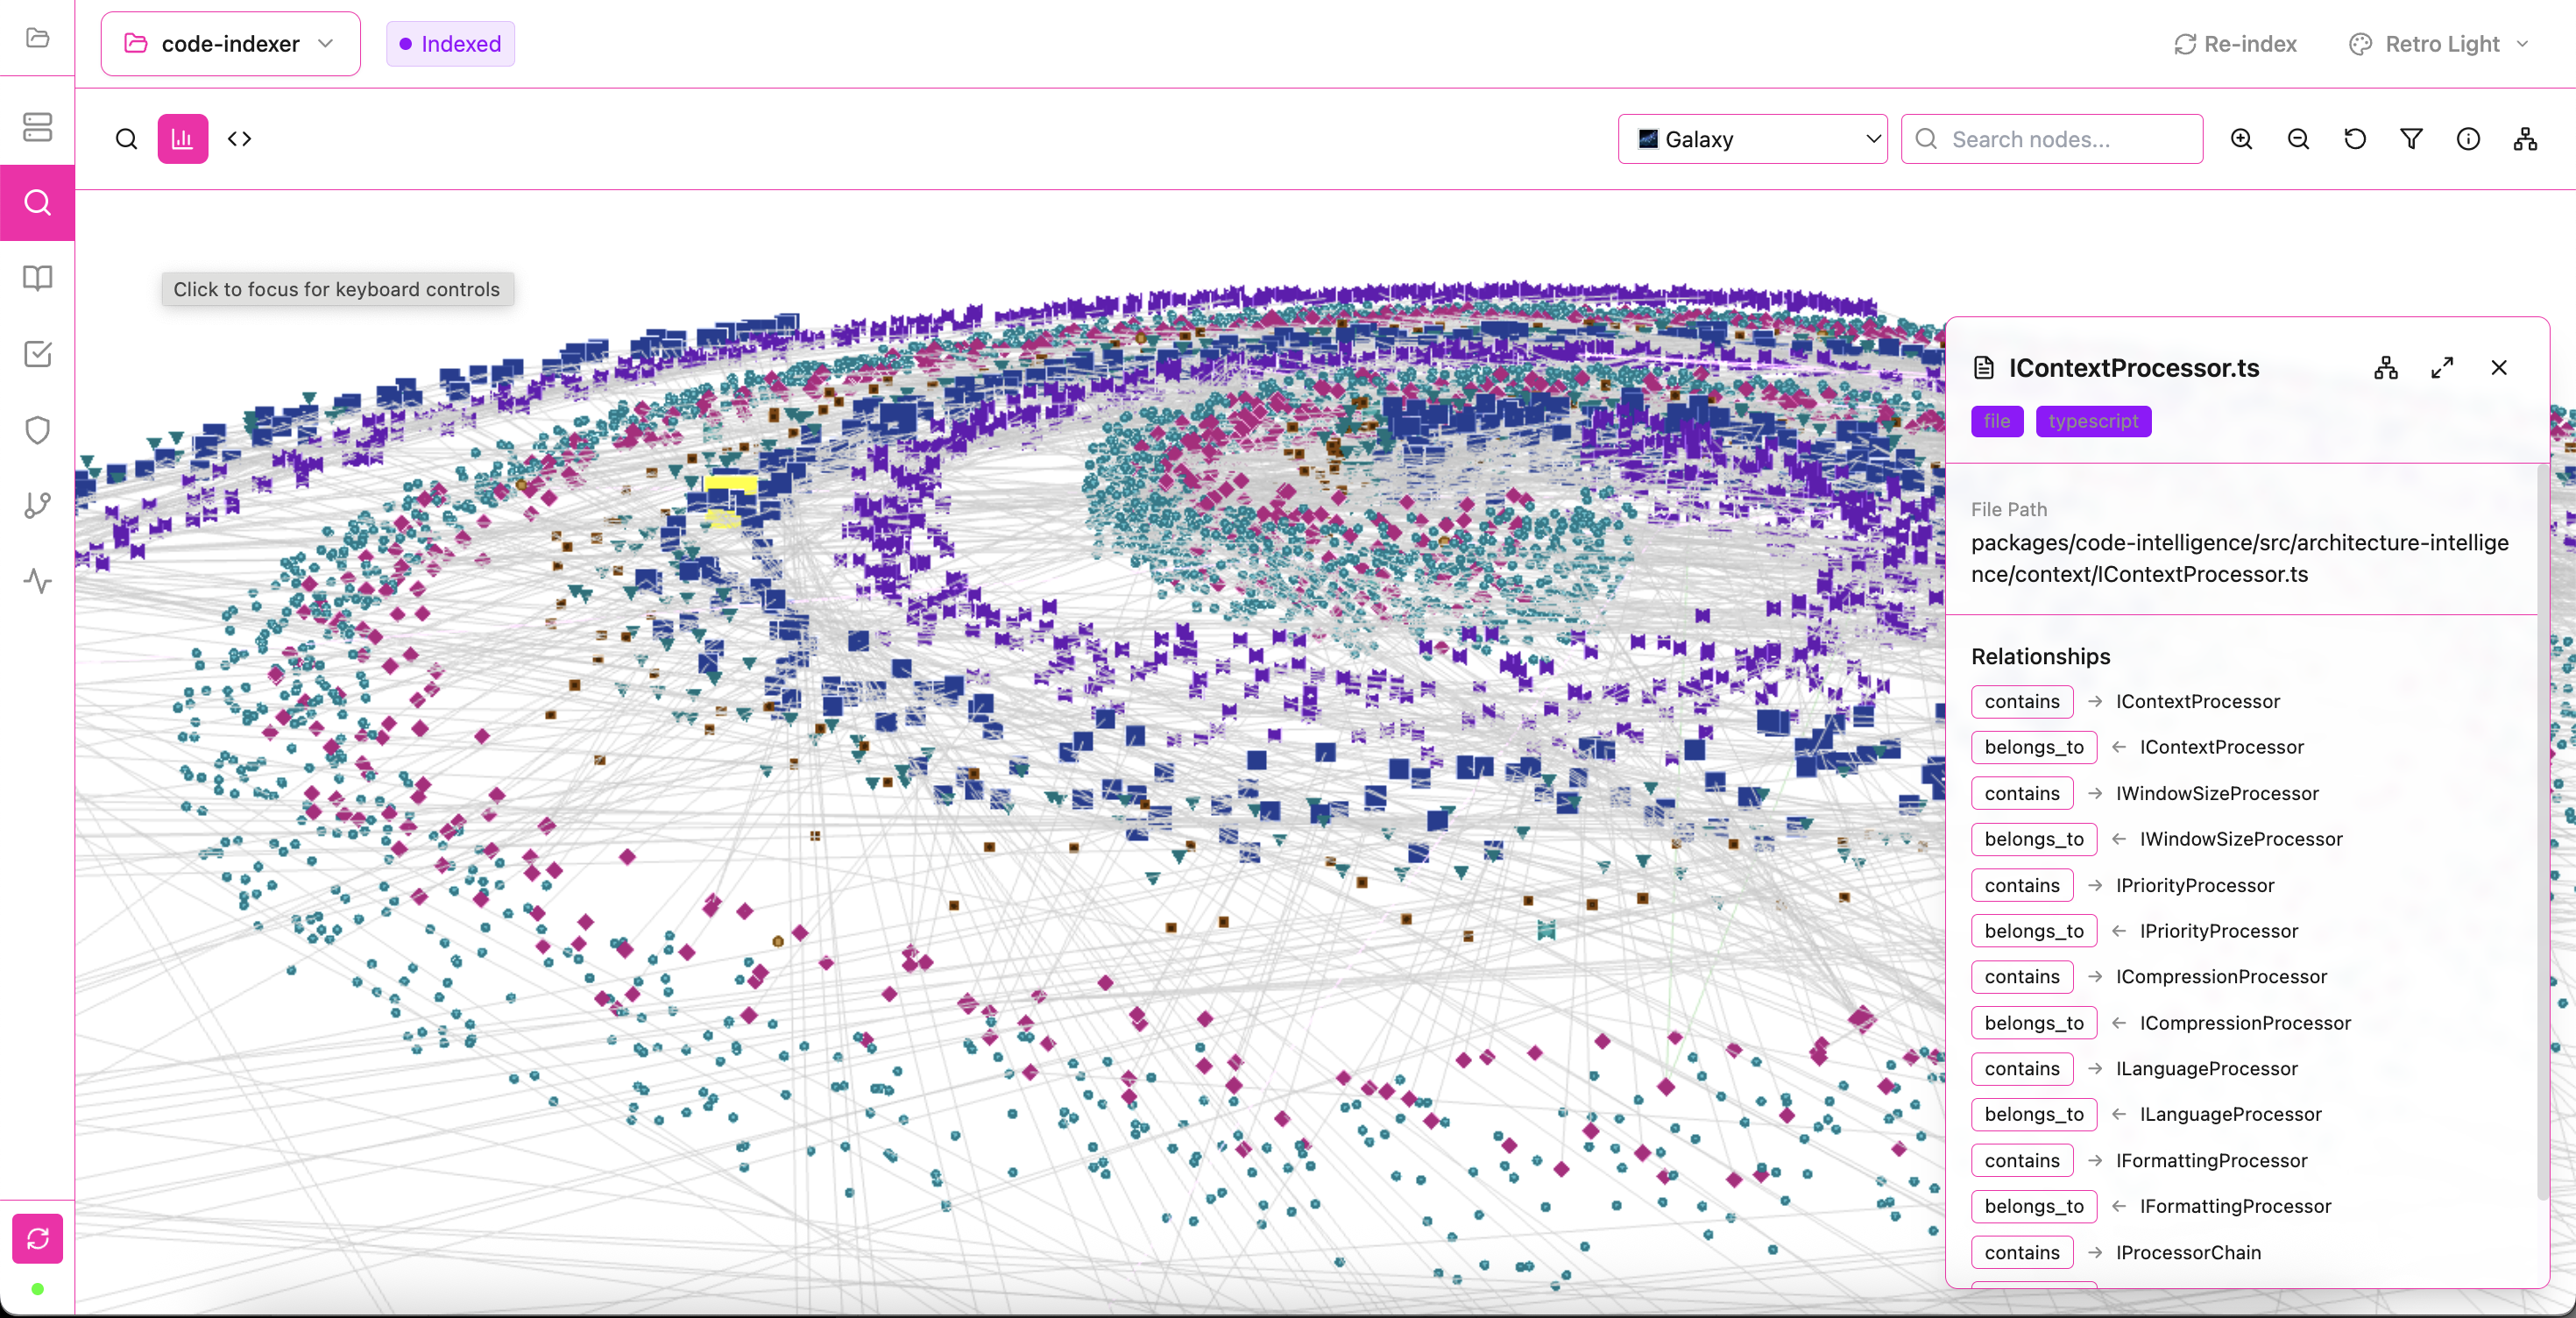 code-indexer
Indexed
Re-index
Retro Light
Galaxy
Search nodes...
Click to focus for keyboard controls
IContextProcessor.ts
file
typescript
File Path
packages/code-intelligence/src/architecture-intellige
nce/context/IContextProcessor.ts
Relationships
contains → IContextProcessor
belongs_to ← IContextProcessor
contains → IWindowSizeProcessor
belongs_to ← IWindowSizeProcessor
contains → IPriorityProcessor
belongs_to ← IPriorityProcessor
contains → ICompressionProcessor
belongs_to ← ICompressionProcessor
contains → ILanguageProcessor
belongs_to ← ILanguageProcessor
contains → IFormattingProcessor
belongs_to ← IFormattingProcessor
contains → IProcessorChain